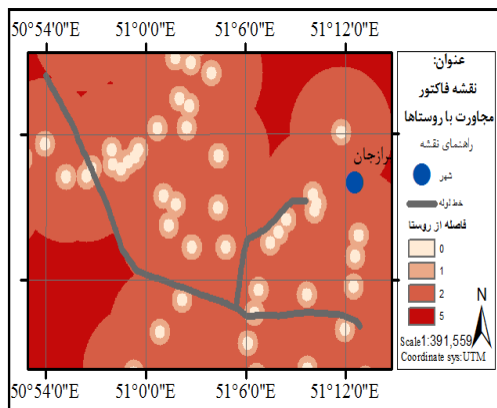 50°54'0"E 51°0'0"E 51°6'0"E 51°12'0"E
برازجان
عنوان:
نقشه فاکتور
مجاورت با روستاها
راهنمای نقشه
شهر
خط لوله
فاصله از روستا
0
1
2
5
N
Scale1:391,559
Coordinate sys:UTM
50°54'0"E 51°0'0"E 51°6'0"E 51°12'0"E